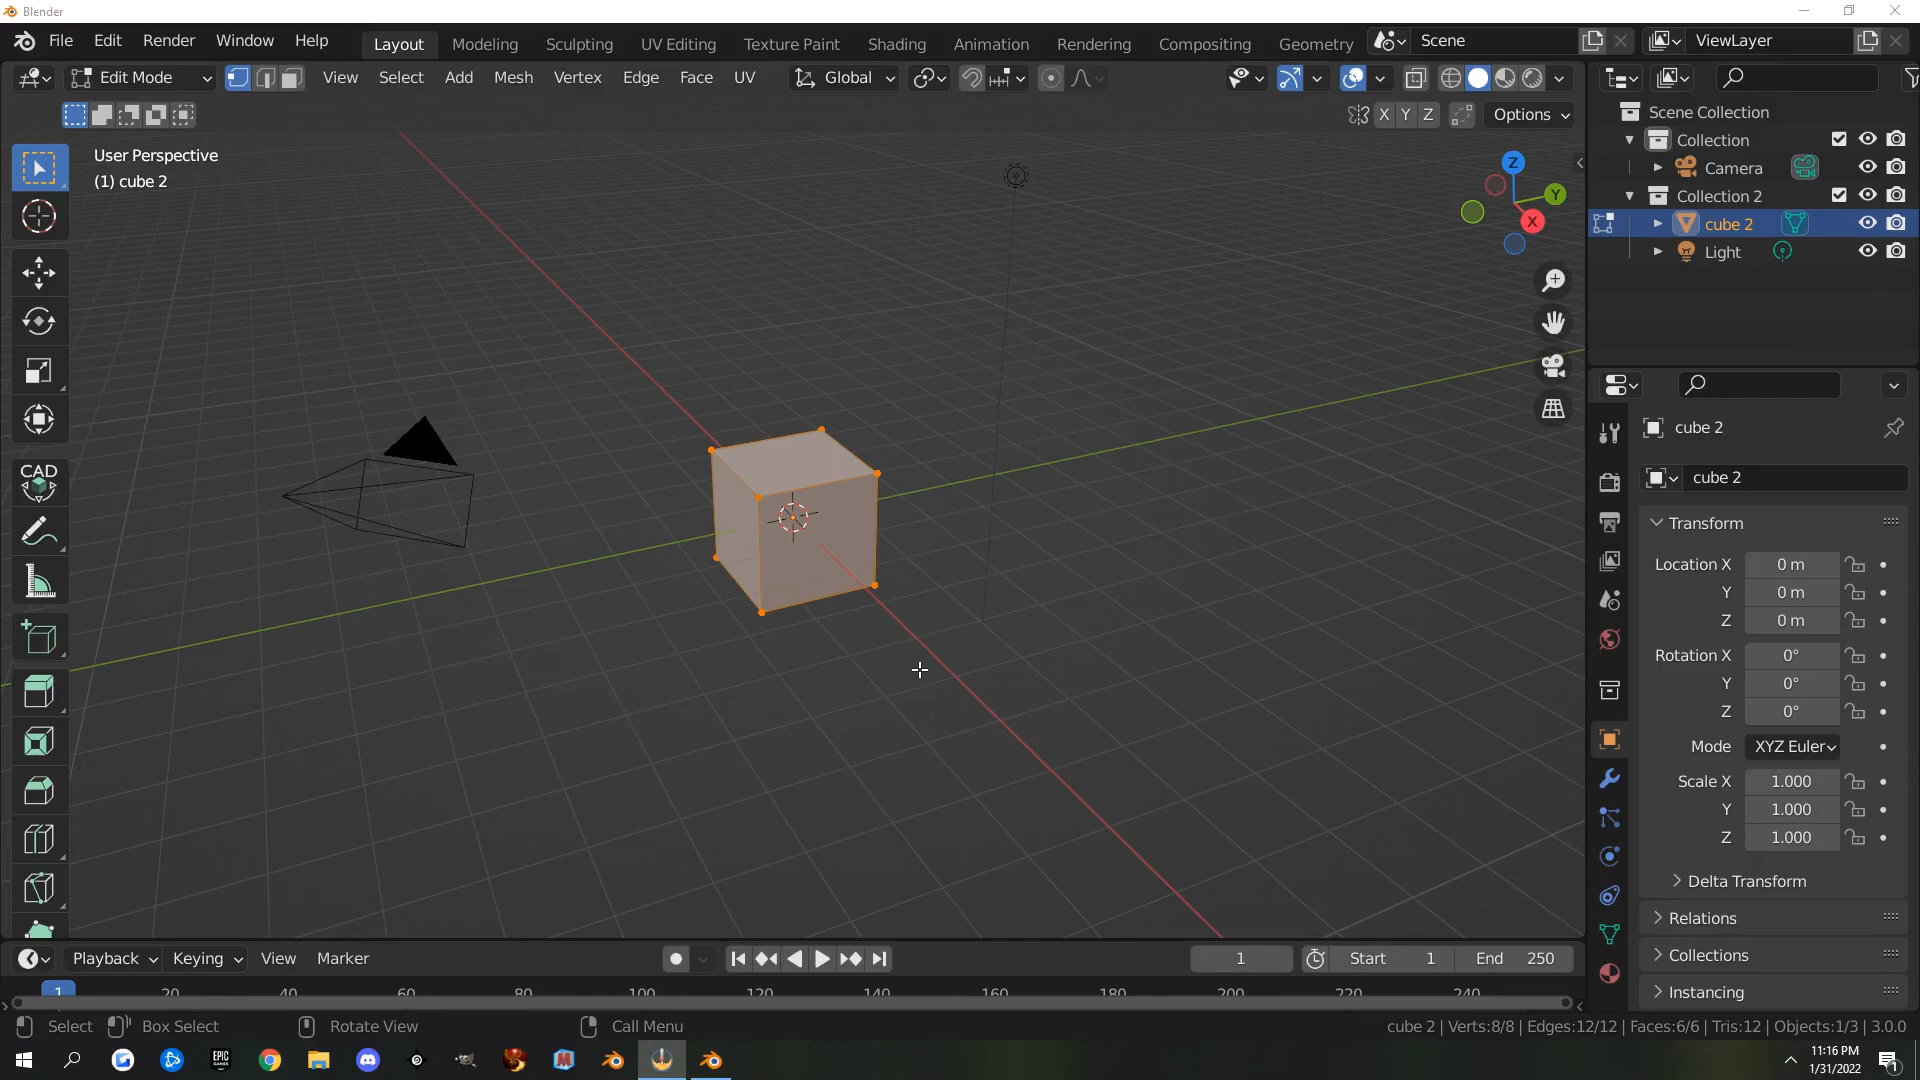 Blender
File Edit Render Window Help Layout Modeling Sculpting UV Editing Texture Paint Shading Animation Rendering Compositing Geometry Scene ViewLayer
Edit Mode View Select Add Mesh Vertex Edge Face UV Global
X Y Z Options
User Perspective
(1) cube 2
Z
Y
X
CAD
Scene Collection
Collection
Camera
Collection 2
cube 2
Light
cube 2
cube 2
Transform
Location X 0 m
Y 0 m
Z 0 m
Rotation X 0°
Y 0°
Z 0°
Mode XYZ Euler
Scale X 1.000
Y 1.000
Z 1.000
Delta Transform
Relations
Collections
Instancing
Playback Keying View Marker 1 Start 1 End 250
1 20 40 60 80 100 120 140 160 180 200 220 240
Select Box Select Rotate View Call Menu cube 2 | Verts:8/8 | Edges:12/12 | Faces:6/6 | Tris:12 | Objects:1/3 | 3.0.0
EPIC GAMES
M
11:16 PM
1/31/2022
1